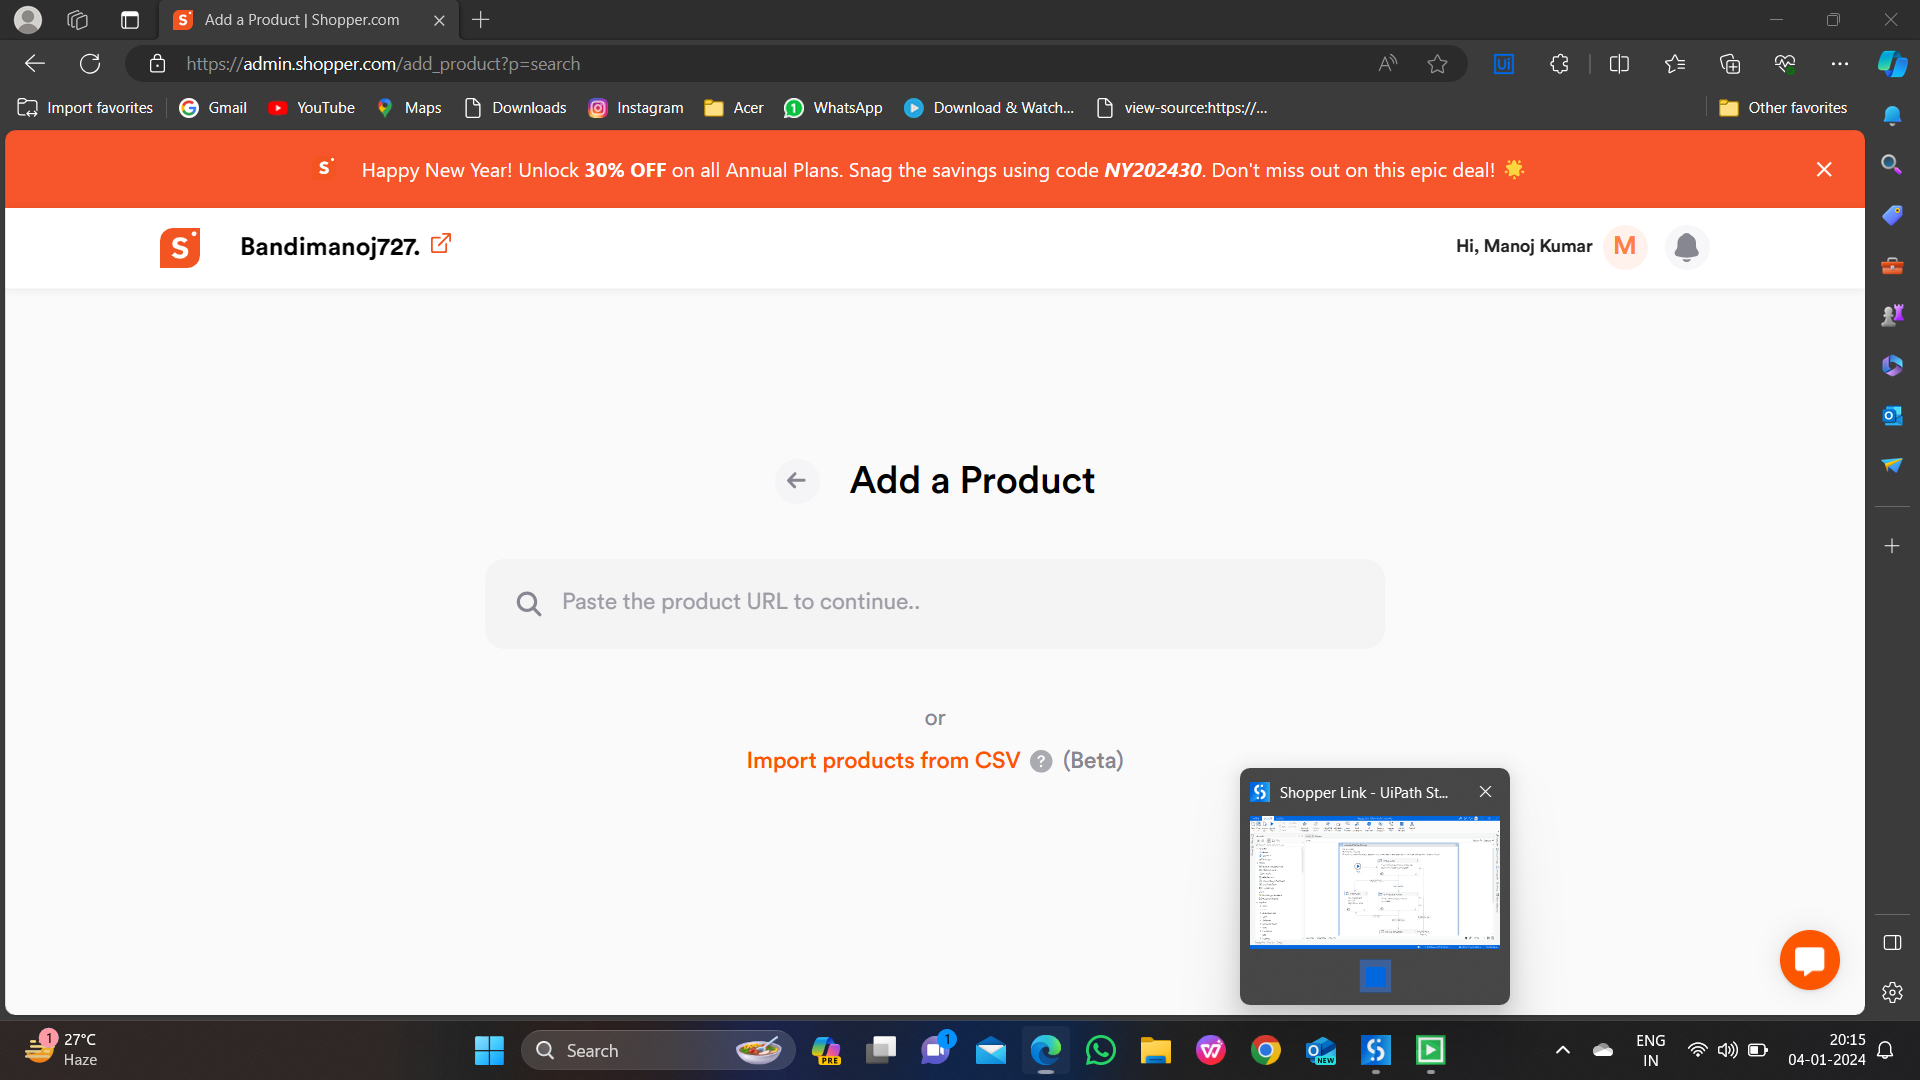 Add a Product | Shopper.com
https://admin.shopper.com/add_product?p=search
Import favorites
Gmail
YouTube
Maps
Downloads
Instagram
Acer
WhatsApp
Download & Watch...
view-source:https://...
Other favorites
Happy New Year! Unlock 30% OFF on all Annual Plans. Snag the savings using code NY202430. Don't miss out on this epic deal! 🌟
Bandimanoj727.
Hi, Manoj Kumar
M
Add a Product
Paste the product URL to continue..
or
Import products from CSV ? (Beta)
Shopper Link - UiPath St...
1
27°C
Haze
Search
PRE
1
NEW
ENG
IN
20:15
04-01-2024